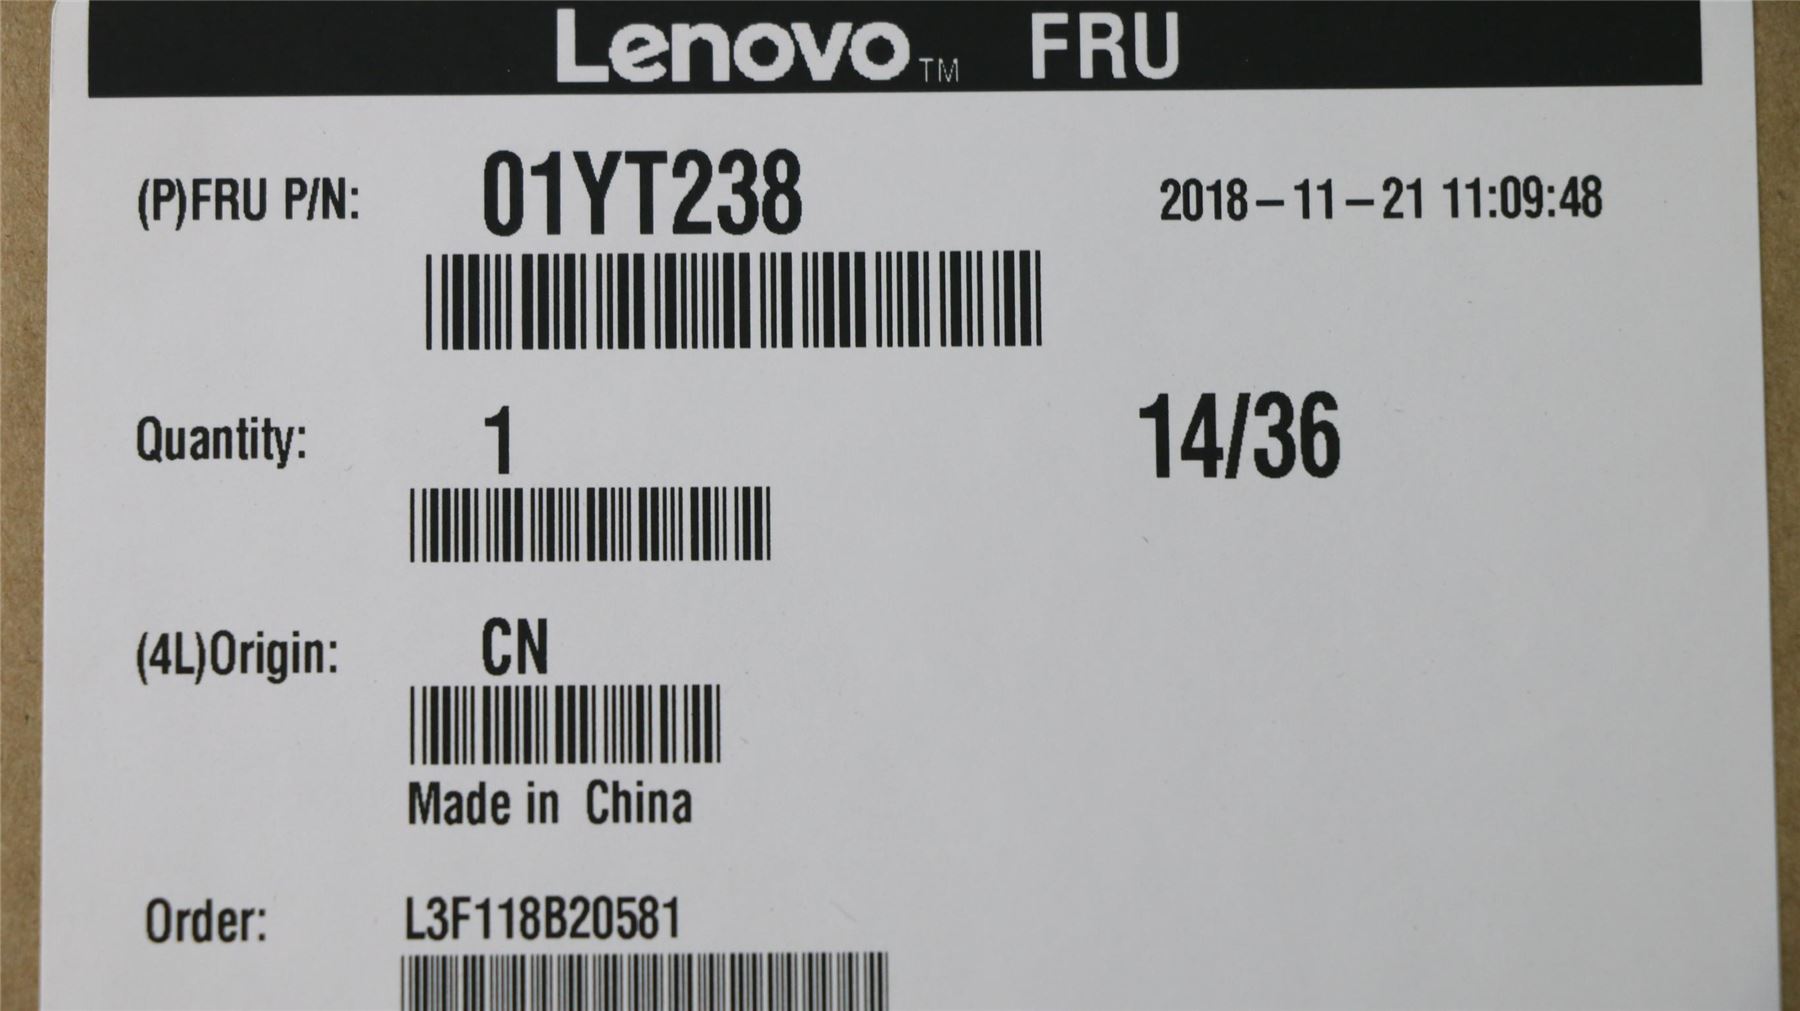 Lenovo™ FRU
(P)FRU P/N: 01YT238 2018-11-21 11:09:48
Quantity: 1 14/36
(4L)Origin: CN
Made in China
Order: L3F118B20581